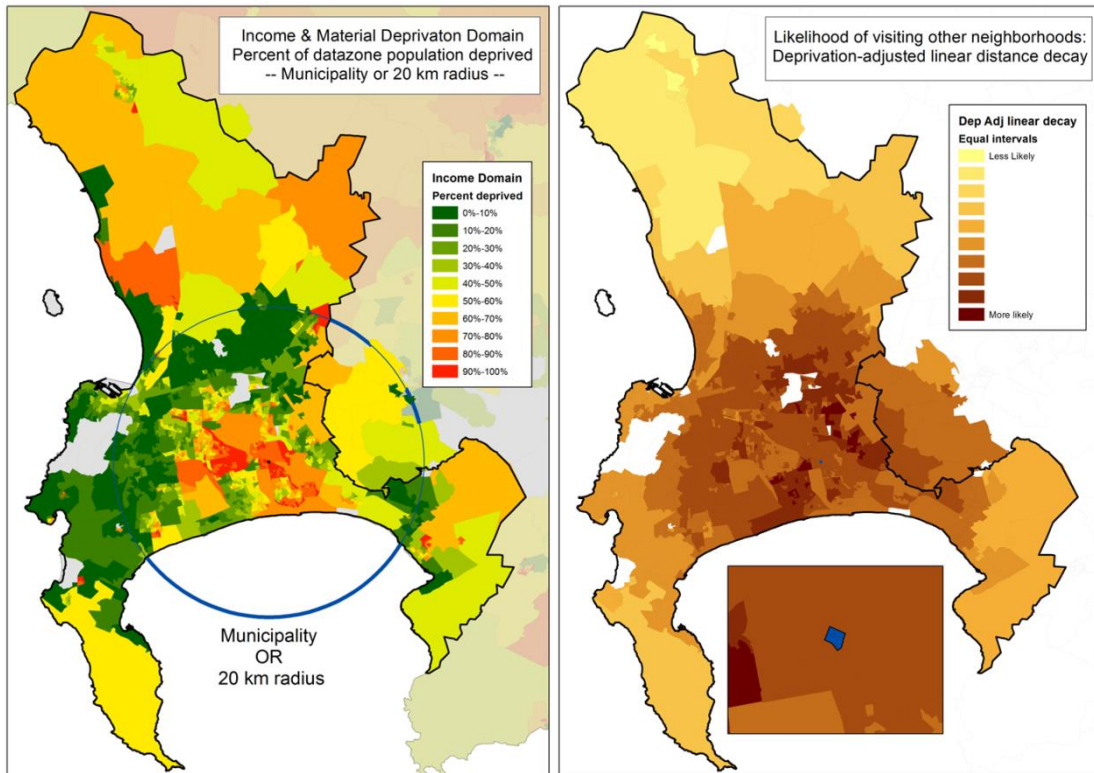 Income & Material Deprivaton Domain
Percent of datazone population deprived
-- Municipality or 20 km radius --
Income Domain
Percent deprived
0%-10%
10%-20%
20%-30%
30%-40%
40%-50%
50%-60%
60%-70%
70%-80%
80%-90%
90%-100%
Municipality
OR
20 km radius
Likelihood of visiting other neighborhoods:
Deprivation-adjusted linear distance decay
Dep Adj linear decay
Equal intervals
Less Likely
More likely